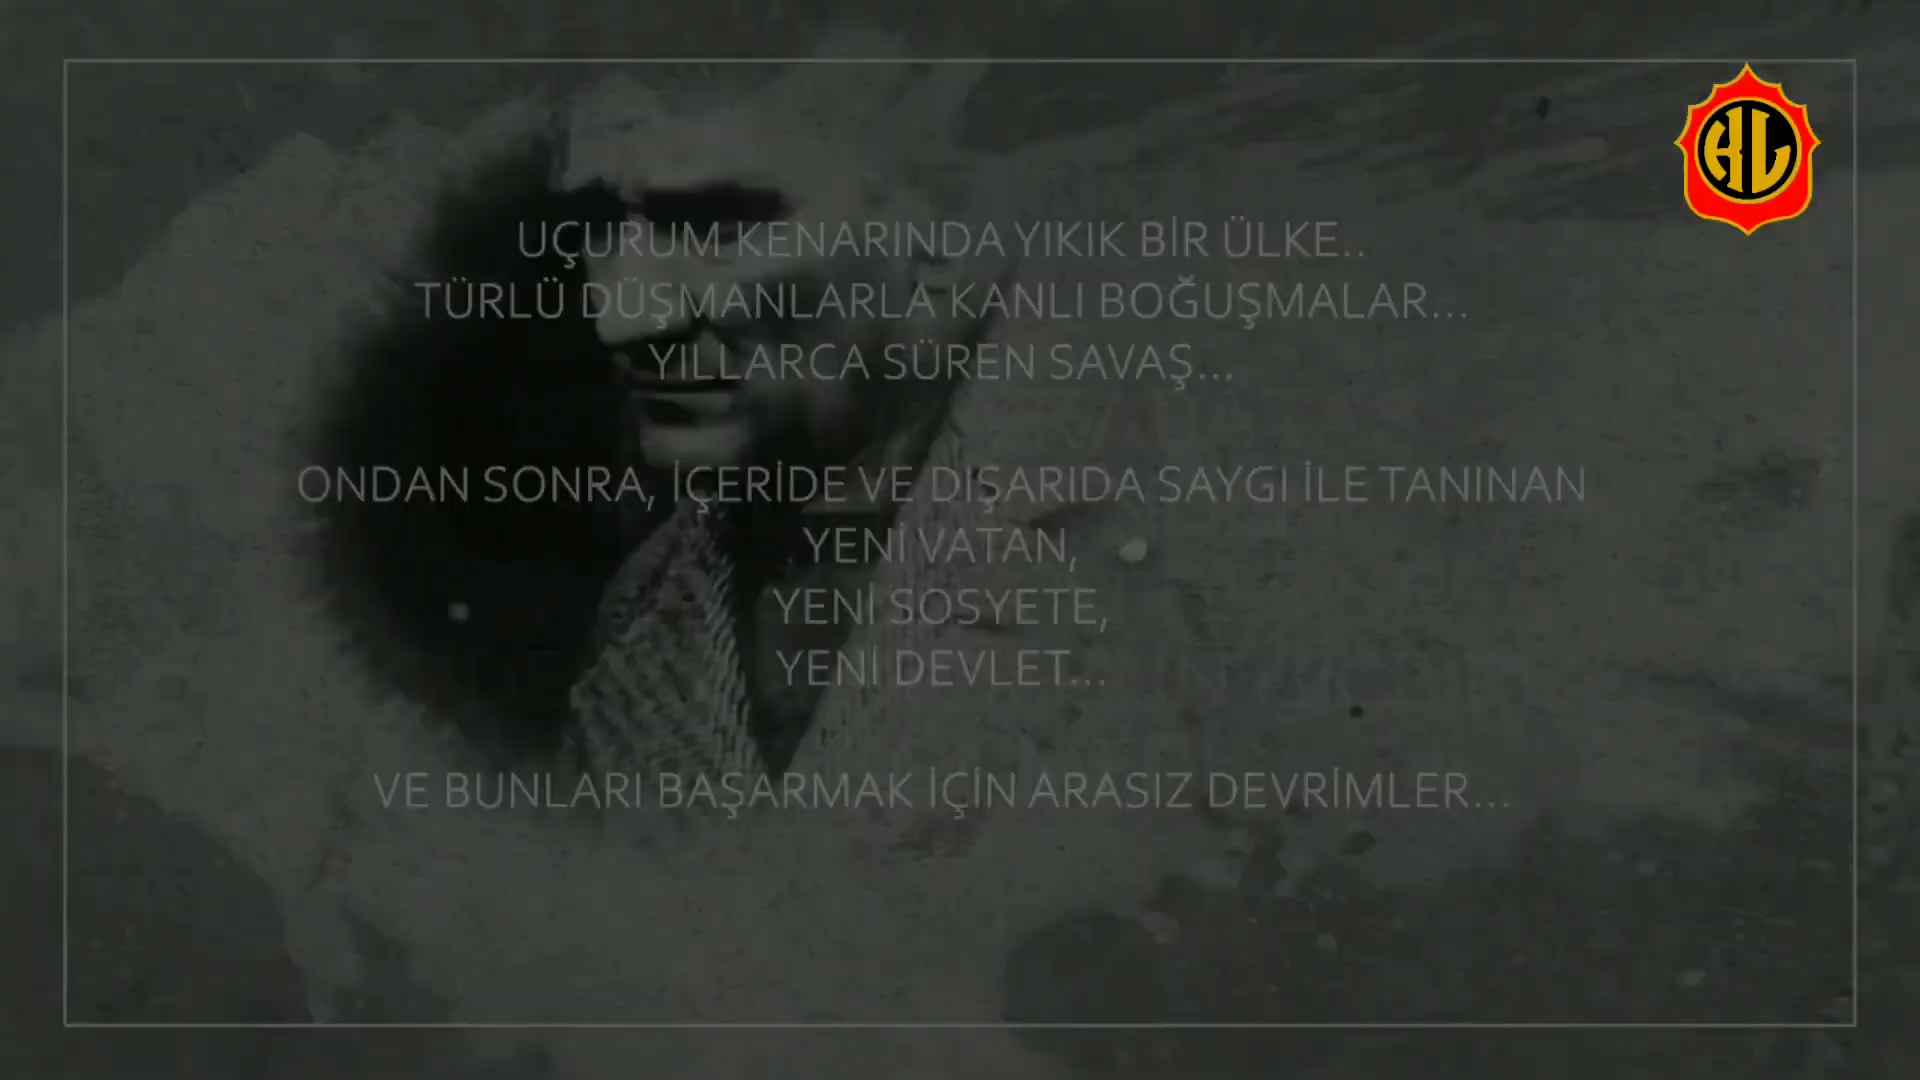 KL
UÇURUM KENARINDA YIKIK BİR ÜLKE..
TÜRLÜ DÜŞMANLARLA KANLI BOĞUŞMALAR...
YILLARCA SÜREN SAVAŞ...
ONDAN SONRA, İÇERİDE VE DIŞARIDA SAYGI İLE TANINAN
YENİ VATAN,
YENİ SOSYETE,
YENİ DEVLET...
VE BUNLARI BAŞARMAK İÇİN ARASIZ DEVRİMLER...